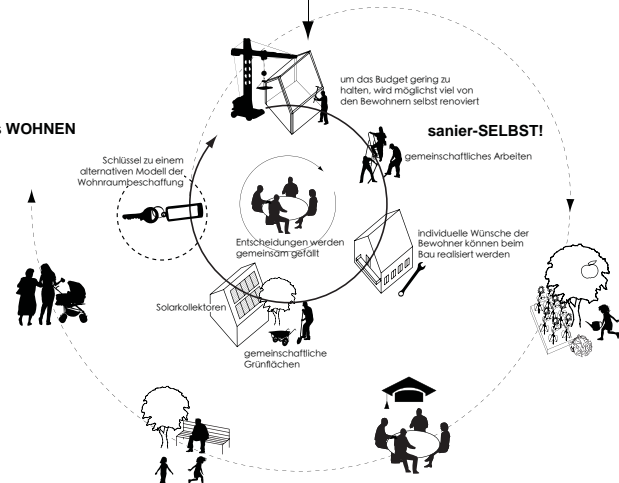 um das Budget gering zu
halten, wird möglichst viel von
den Bewohnern selbst renoviert
WOHNEN
sanier-SELBST!
Schlüssel zu einem
alternativen Modell der
Wohnraumbeschaffung
gemeinschaftliches Arbeiten
individuelle Wünsche der
Bewohner können beim
Bau realisiert werden
Entscheidungen werden
gemeinsam gefällt
Solarkollektoren
gemeinschaftliche
Grünflächen